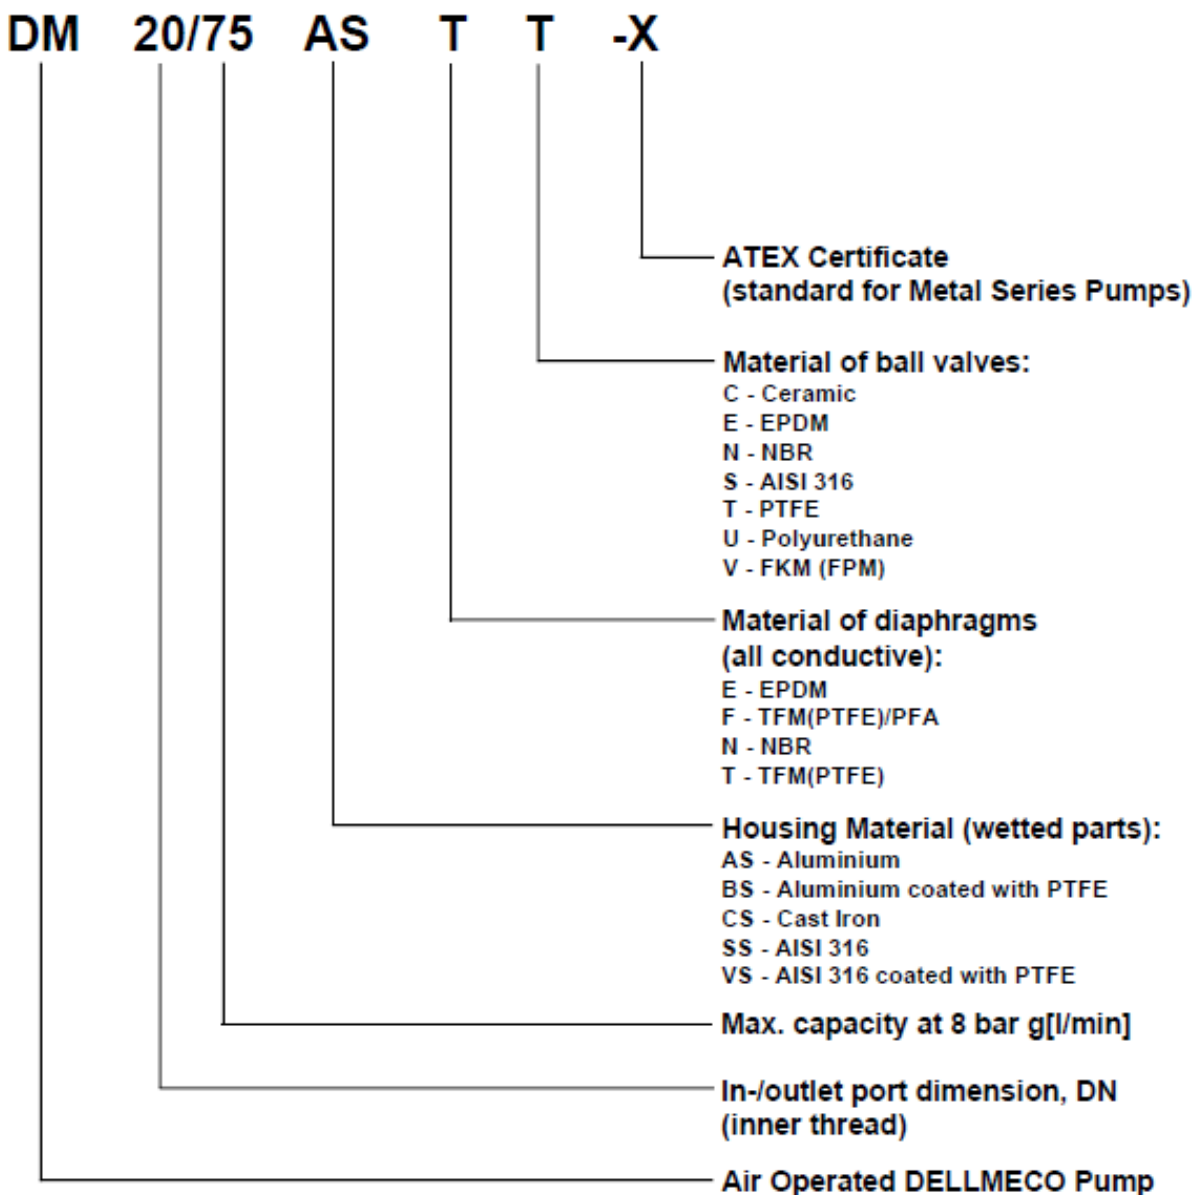 DM 20/75 AS T T -X
ATEX Certificate
(standard for Metal Series Pumps)
Material of ball valves:
C - Ceramic
E - EPDM
N - NBR
S - AISI 316
T - PTFE
U - Polyurethane
V - FKM (FPM)
Material of diaphragms
(all conductive):
E - EPDM
F - TFM(PTFE)/PFA
N - NBR
T - TFM(PTFE)
Housing Material (wetted parts):
AS - Aluminium
BS - Aluminium coated with PTFE
CS - Cast Iron
SS - AISI 316
VS - AISI 316 coated with PTFE
Max. capacity at 8 bar g[l/min]
In-/outlet port dimension, DN
(inner thread)
Air Operated DELLMECO Pump